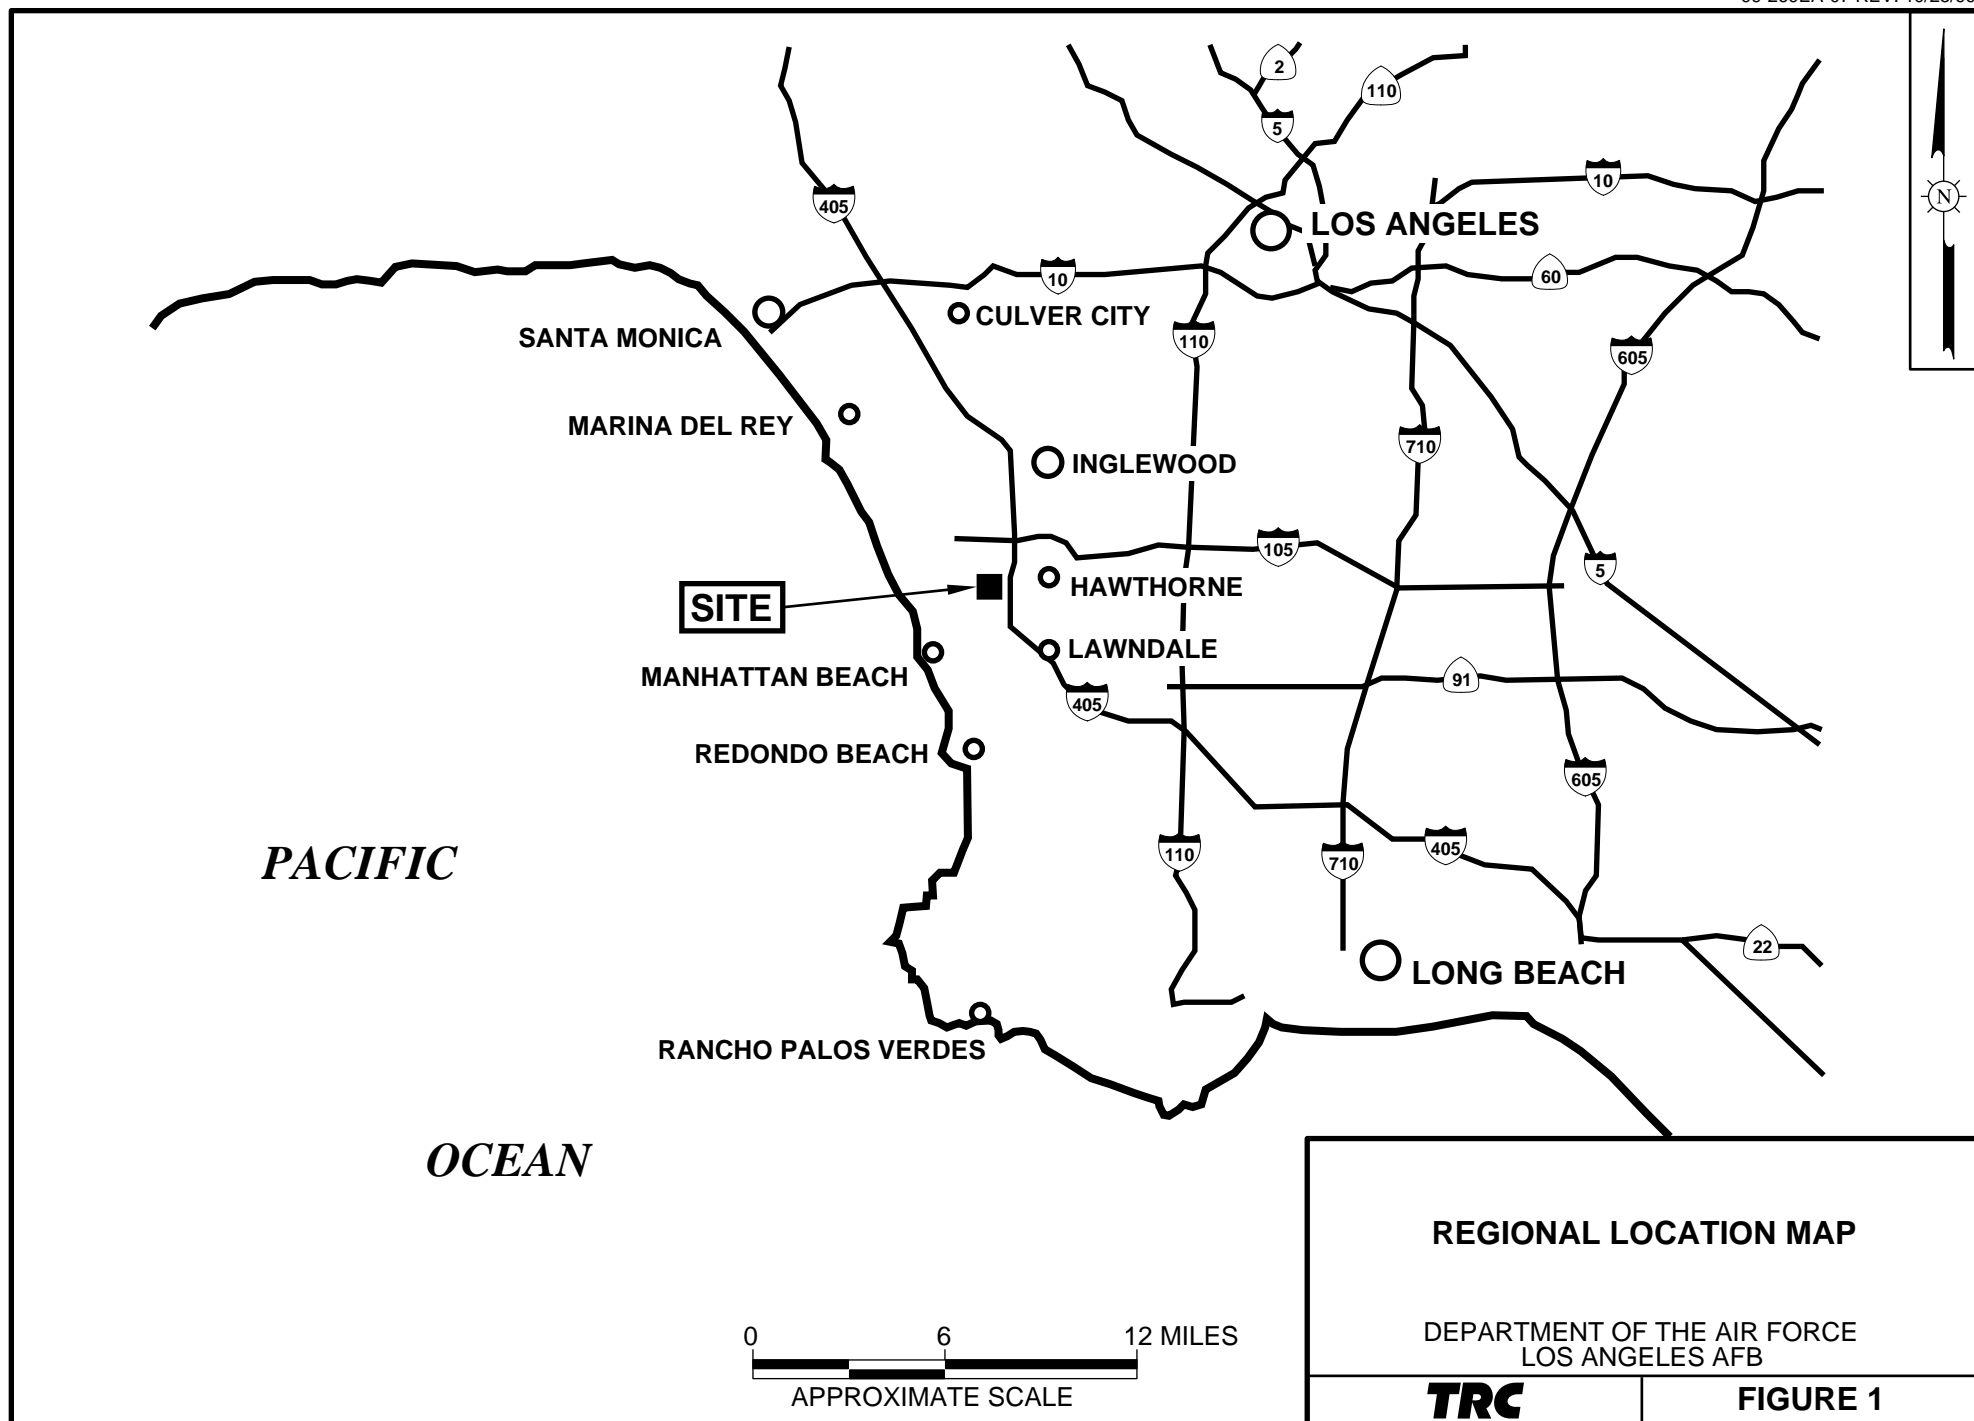 2
110
5
10
405
N
LOS ANGELES
10
60
CULVER CITY
SANTA MONICA
110
605
MARINA DEL REY
710
INGLEWOOD
105
5
HAWTHORNE
SITE
LAWNDALE
MANHATTAN BEACH
91
405
REDONDO BEACH
605
PACIFIC
110
710
405
22
LONG BEACH
RANCHO PALOS VERDES
OCEAN
REGIONAL LOCATION MAP
0 6 12 MILES
APPROXIMATE SCALE
DEPARTMENT OF THE AIR FORCE
LOS ANGELES AFB
TRC
FIGURE 1